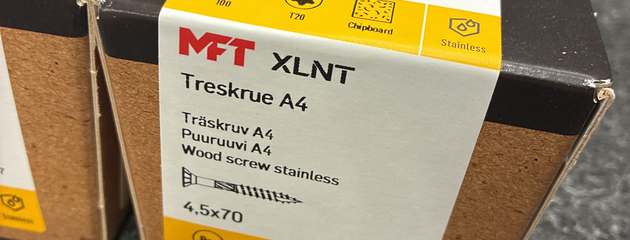 100
T20
Chipboard
Stainless
MFT XLNT
Treskrue A4
Träskruv A4
Puuruuvi A4
Wood screw stainless
4,5x70
Stainless